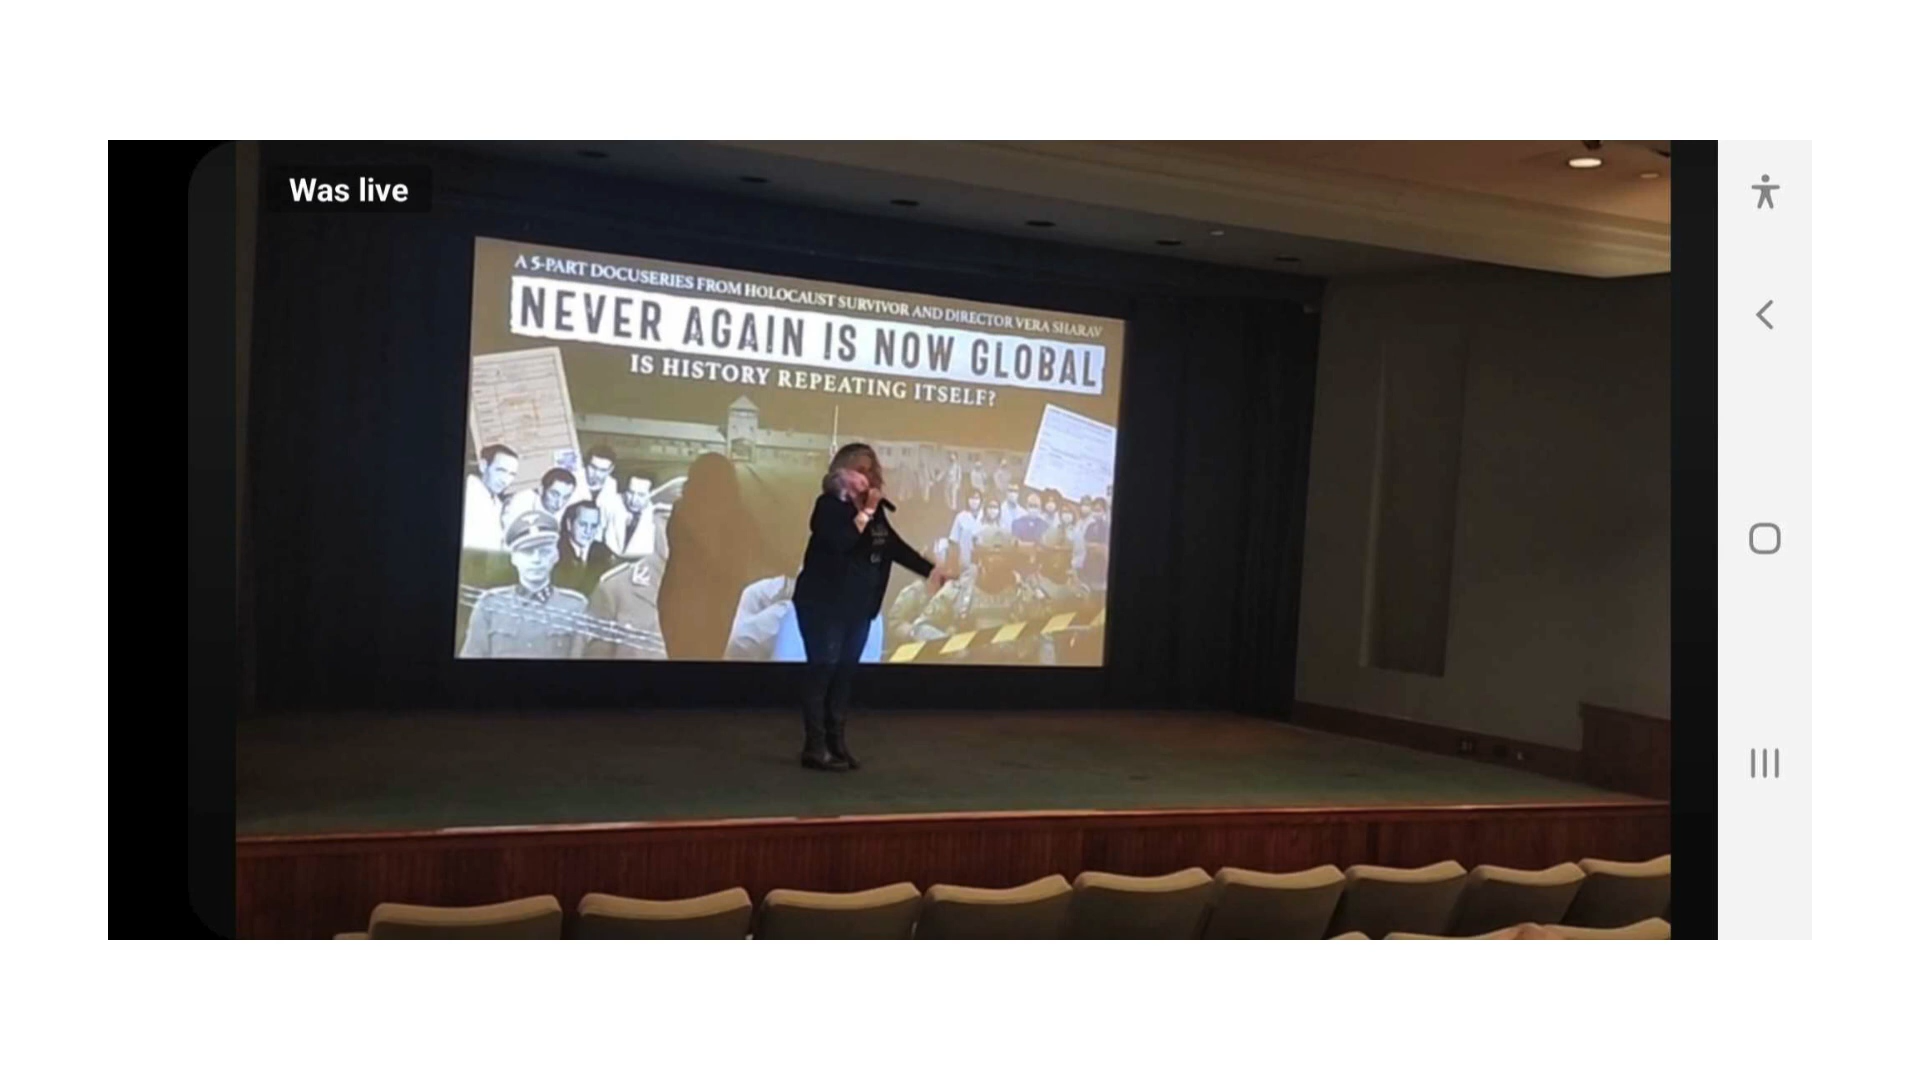 Was live
A 5-PART DOCUSERIES FROM HOLOCAUST SURVIVOR AND DIRECTOR VERA SHARAV
NEVER AGAIN IS NOW GLOBAL
IS HISTORY REPEATING ITSELF?